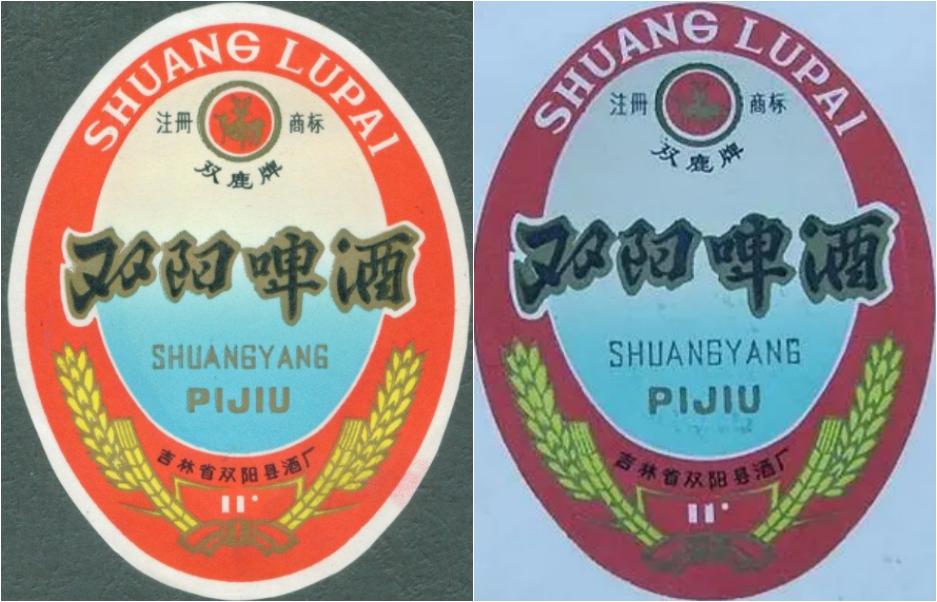 SHUANG LUPAI
注册 商标
双鹿牌
双阳啤酒
SHUANGYANG
PIJIU
吉林省双阳县酒厂
11°
SHUANG LUPAI
注册 商标
双鹿牌
双阳啤酒
SHUANGYANG
PIJIU
吉林省双阳县酒厂
11°